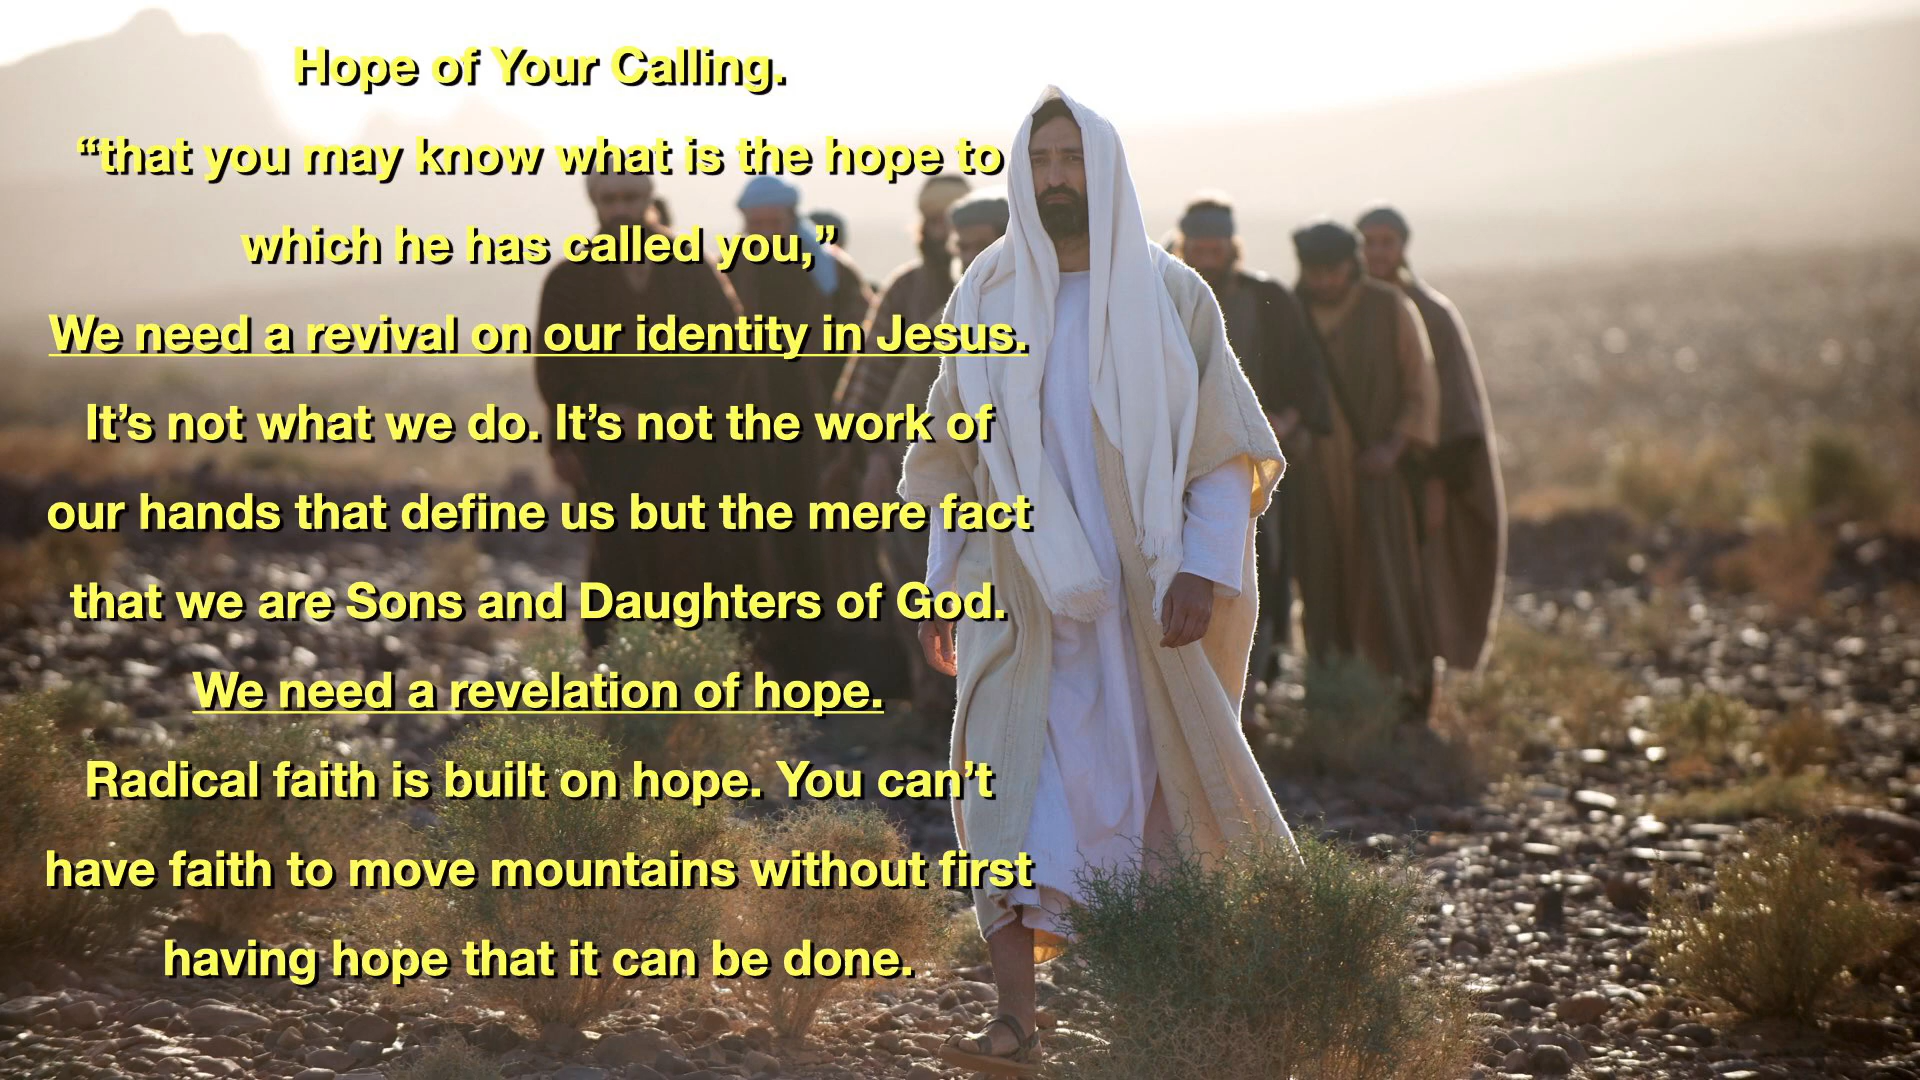 Hope of Your Calling.
“that you may know what is the hope to
which he has called you,”
We need a revival on our identity in Jesus.
It’s not what we do. It’s not the work of
our hands that define us but the mere fact
that we are Sons and Daughters of God.
We need a revelation of hope.
Radical faith is built on hope. You can’t
have faith to move mountains without first
having hope that it can be done.